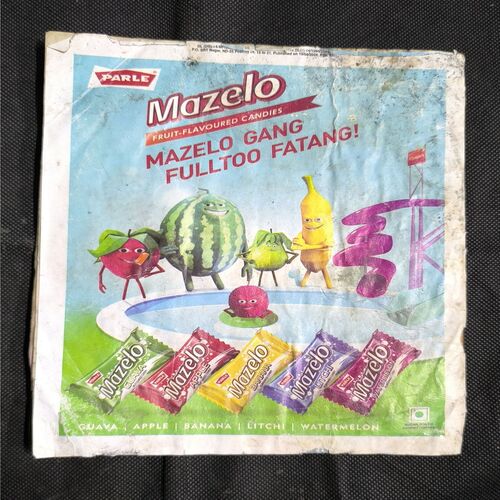 PARLE
Mazelo
FRUIT-FLAVOURED CANDIES
MAZELO GANG
FULLTOO FATANG!
Mazelo
Mazelo
Mazelo
Mazelo
Mazelo
GUAVA | APPLE | BANANA | LITCHI | WATERMELON